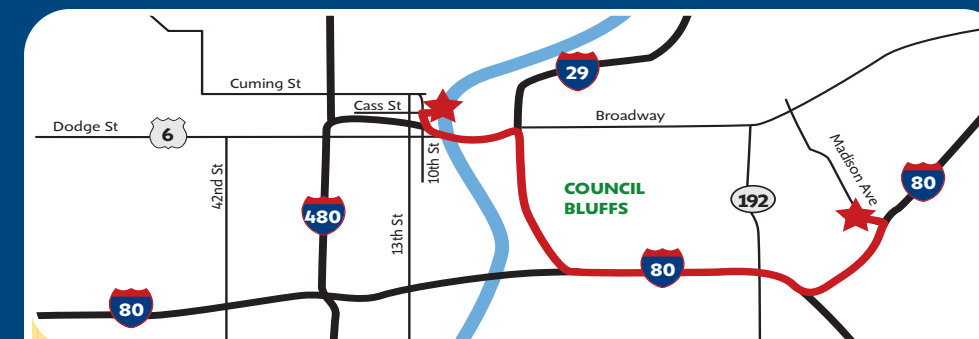 29
Cuming St
Cass St
Broadway
Dodge St
6
10th St
Madison Ave
42nd St
80
COUNCIL
BLUFFS
192
480
13th St
80
80